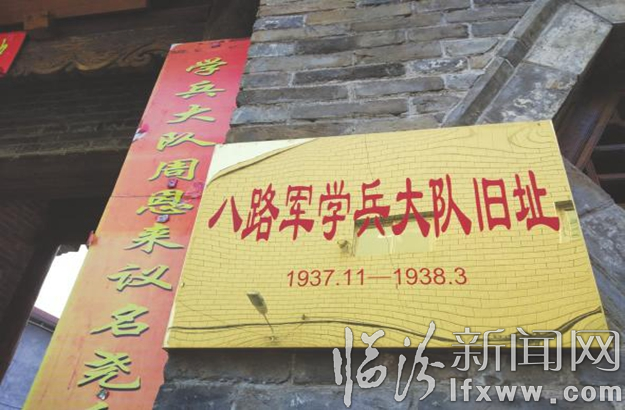 学兵大队周恩来议名尧
八路军学兵大队旧址
1937.11—1938.3
临汾新闻网
lfxww.com